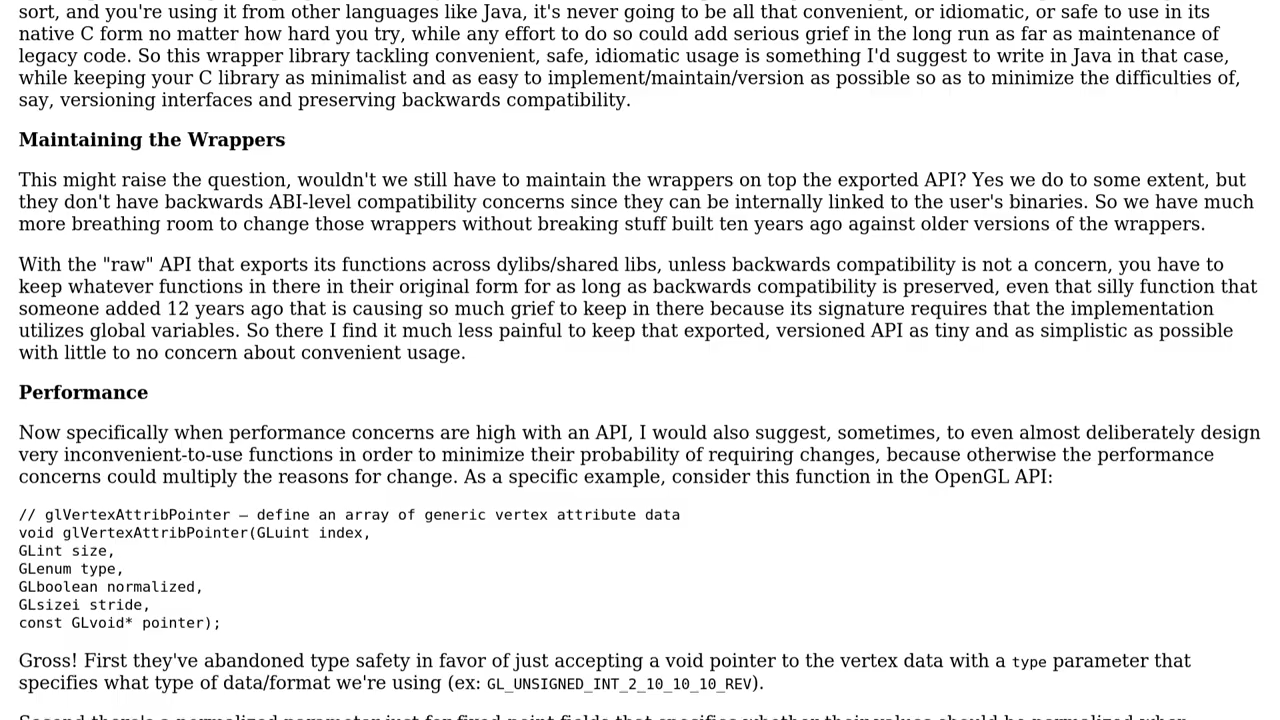 sort, and you're using it from other languages like Java, it's never going to be all that convenient, or idiomatic, or safe to use in its
native C form no matter how hard you try, while any effort to do so could add serious grief in the long run as far as maintenance of
legacy code. So this wrapper library tackling convenient, safe, idiomatic usage is something I'd suggest to write in Java in that case,
while keeping your C library as minimalist and as easy to implement/maintain/version as possible so as to minimize the difficulties of,
say, versioning interfaces and preserving backwards compatibility.
Maintaining the Wrappers
This might raise the question, wouldn't we still have to maintain the wrappers on top the exported API? Yes we do to some extent, but
they don't have backwards ABI-level compatibility concerns since they can be internally linked to the user's binaries. So we have much
more breathing room to change those wrappers without breaking stuff built ten years ago against older versions of the wrappers.
With the "raw" API that exports its functions across dylibs/shared libs, unless backwards compatibility is not a concern, you have to
keep whatever functions in there in their original form for as long as backwards compatibility is preserved, even that silly function that
someone added 12 years ago that is causing so much grief to keep in there because its signature requires that the implementation
utilizes global variables. So there I find it much less painful to keep that exported, versioned API as tiny and as simplistic as possible
with little to no concern about convenient usage.
Performance
Now specifically when performance concerns are high with an API, I would also suggest, sometimes, to even almost deliberately design
very inconvenient-to-use functions in order to minimize their probability of requiring changes, because otherwise the performance
concerns could multiply the reasons for change. As a specific example, consider this function in the OpenGL API:
// glVertexAttribPointer — define an array of generic vertex attribute data
void glVertexAttribPointer(GLuint index,
GLint size,
GLenum type,
GLboolean normalized,
GLsizei stride,
const GLvoid* pointer);
Gross! First they've abandoned type safety in favor of just accepting a void pointer to the vertex data with a type parameter that
specifies what type of data/format we're using (ex: GL_UNSIGNED_INT_2_10_10_10_REV).